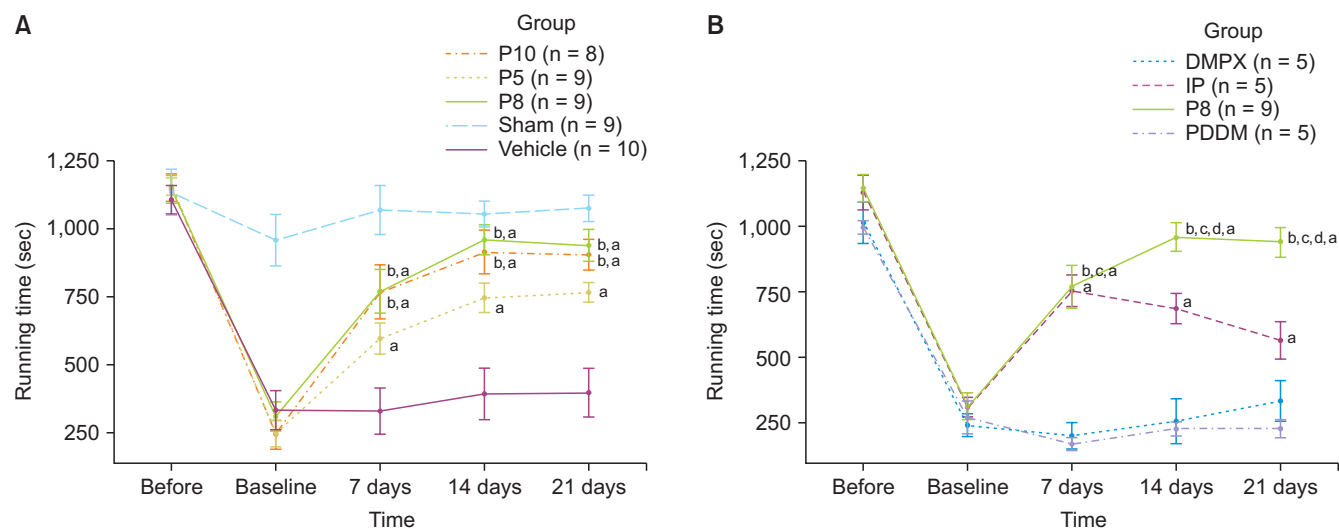 A
Group
P10 (n = 8)
P5 (n = 9)
P8 (n = 9)
Sham (n = 9)
Vehicle (n = 10)
1,250
1,000
750
500
250
Running time (sec)
b, a
b, a
b, a
b, a
b, a
b, a
a
a
a
Before
Baseline
7 days
14 days
21 days
Time
B
Group
DMPX (n = 5)
IP (n = 5)
P8 (n = 9)
PDDM (n = 5)
1,250
1,000
750
500
250
Running time (sec)
b, c, a
a
b, c, d, a
a
b, c, d, a
a
Before
Baseline
7 days
14 days
21 days
Time